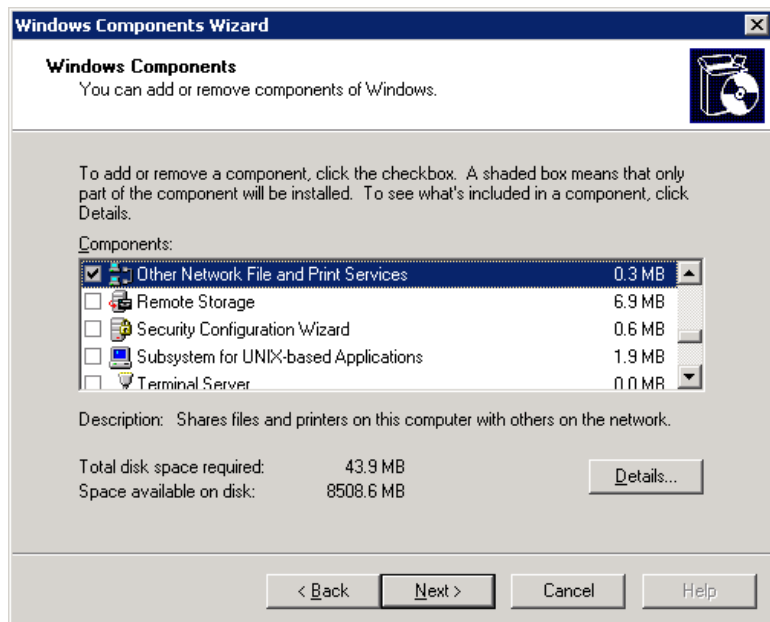 Windows Components Wizard
Windows Components
You can add or remove components of Windows.
To add or remove a component, click the checkbox. A shaded box means that only
part of the component will be installed. To see what's included in a component, click
Details.
Components:
Other Network File and Print Services 0.3 MB
Remote Storage 6.9 MB
Security Configuration Wizard 0.6 MB
Subsystem for UNIX-based Applications 1.9 MB
Terminal Server 0.0 MB
Description: Shares files and printers on this computer with others on the network.
Total disk space required: 43.9 MB
Space available on disk: 8508.6 MB
Details...
< Back Next > Cancel Help